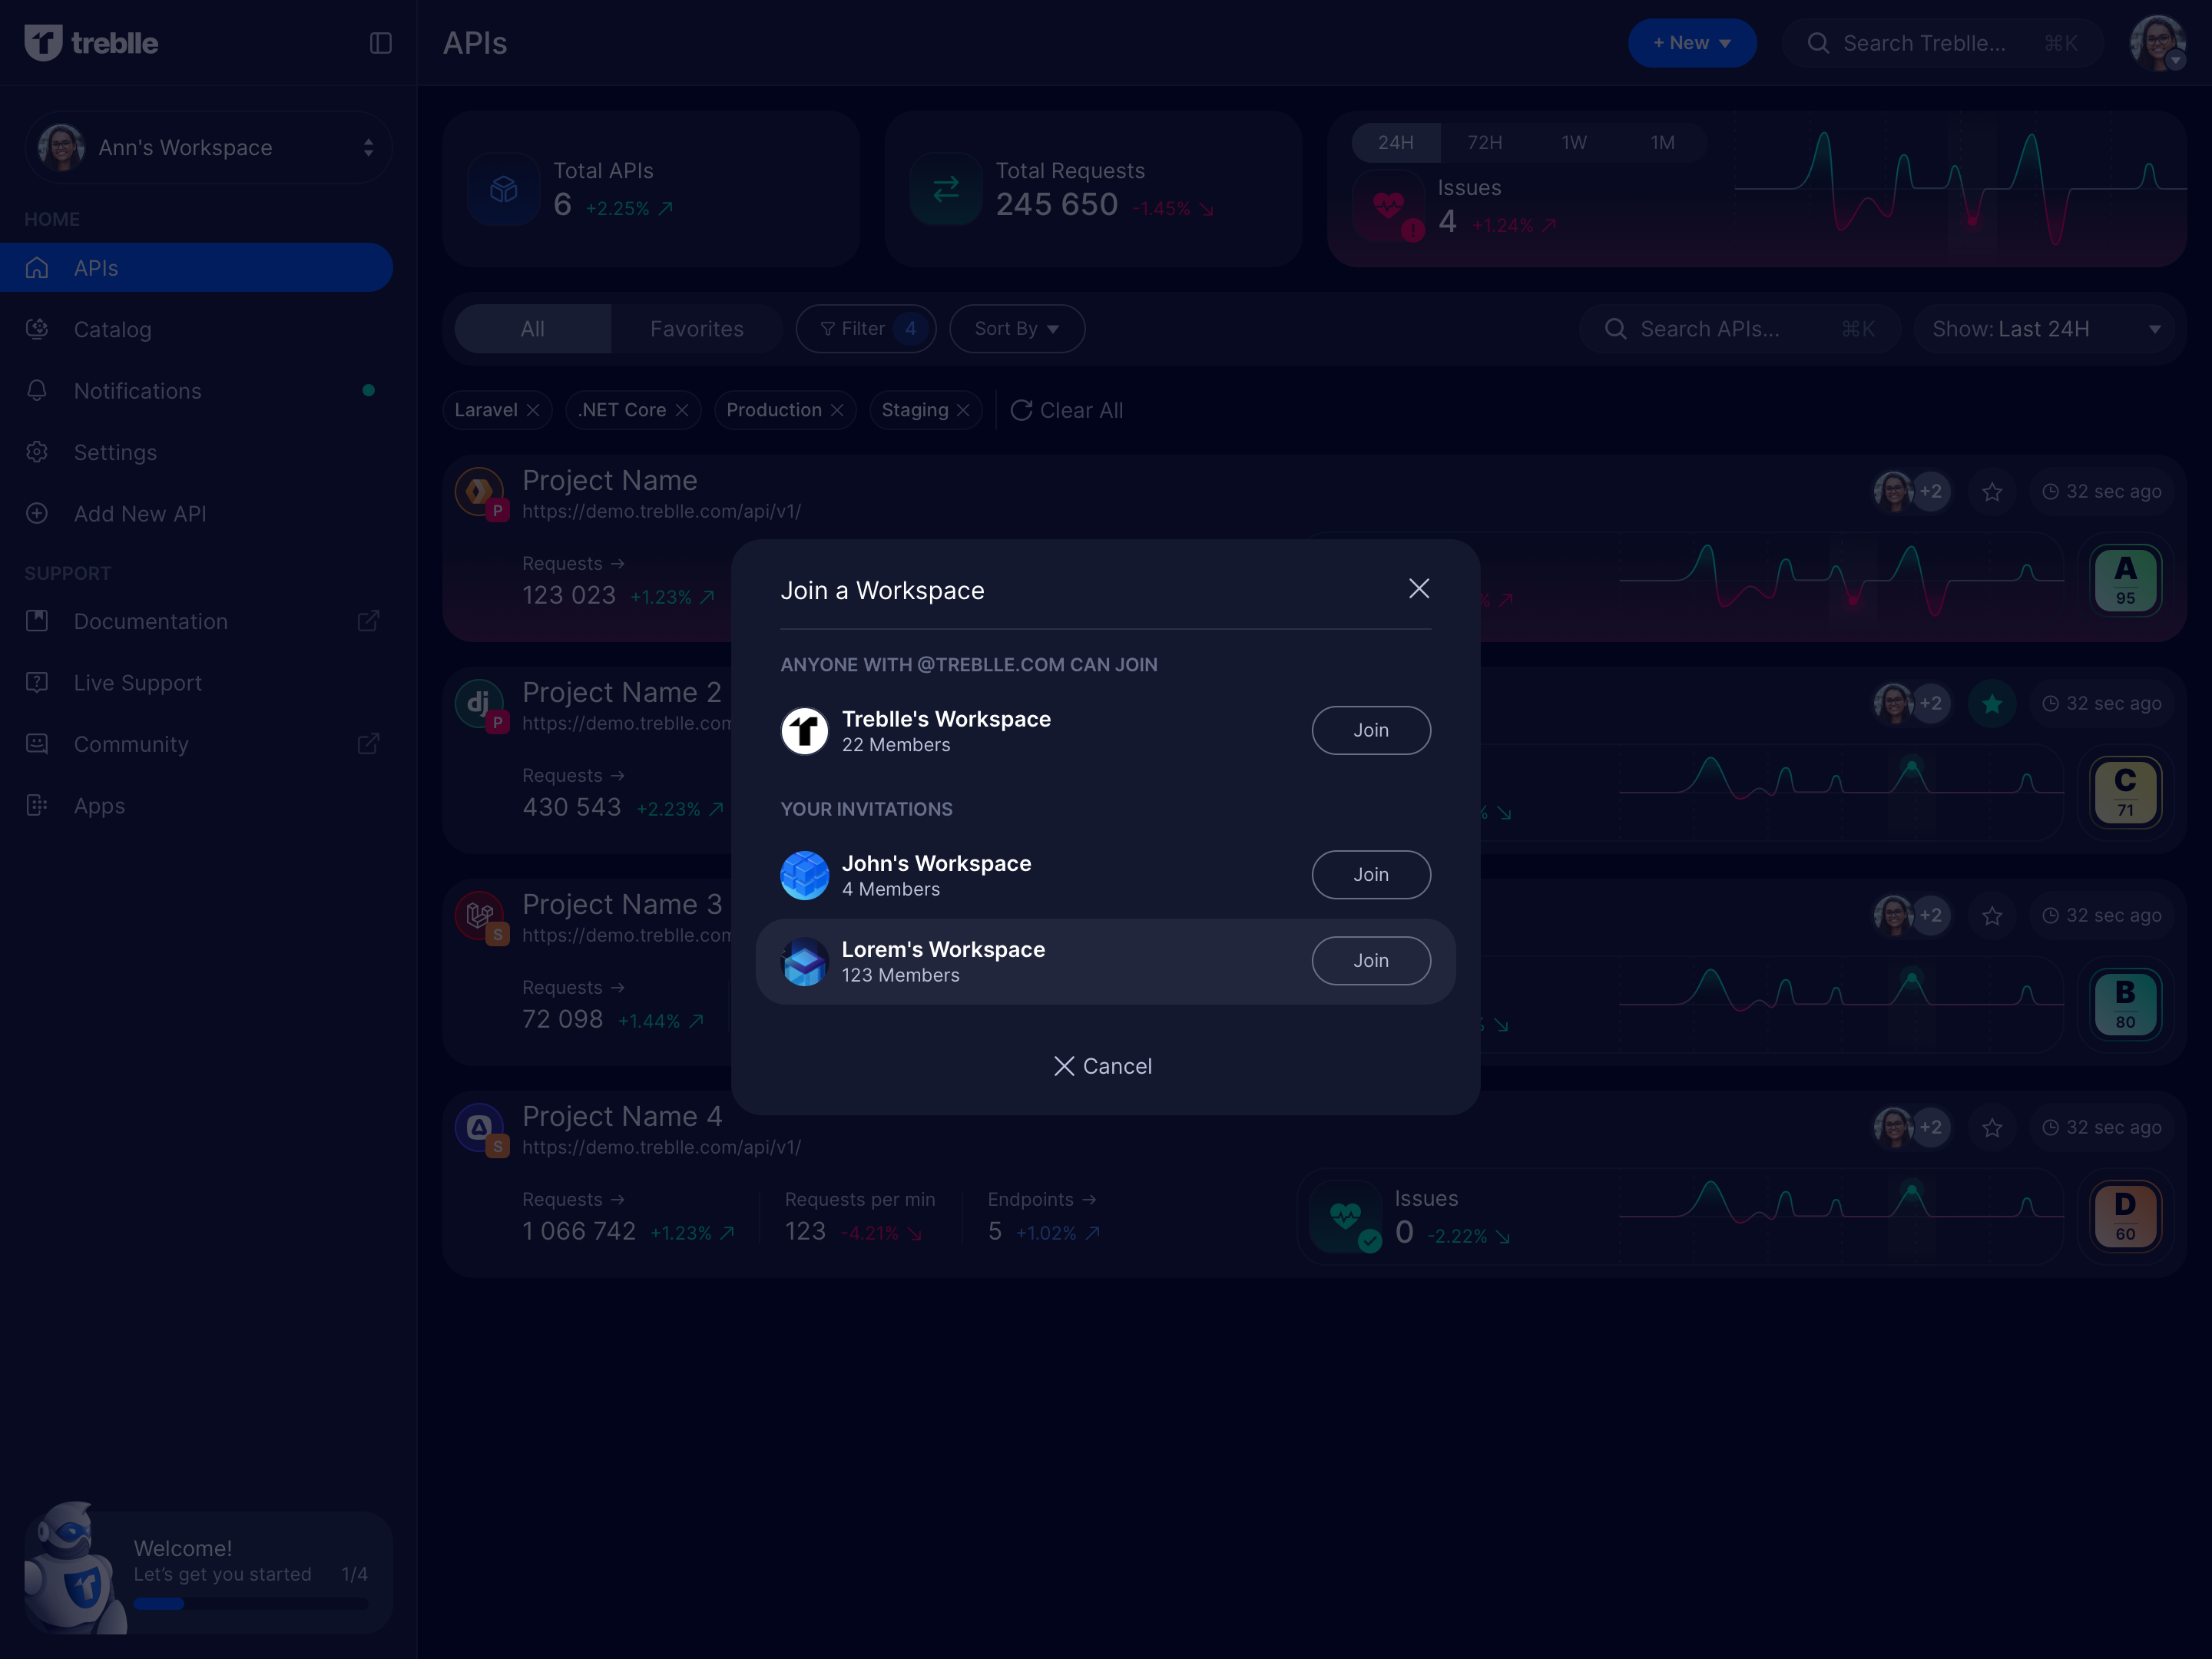 treblle
APIs
+ New
Search Treblle...
⌘K
Ann's Workspace
HOME
APIs
Catalog
Notifications
Settings
Add New API
SUPPORT
Documentation
Live Support
Community
Apps
Welcome!
Let's get you started
1/4
Total APIs
6 +2.25%
Total Requests
245 650 -1.45%
24H 72H 1W 1M
Issues
4 +1.24%
All Favorites
Filter 4
Sort By
Search APIs... ⌘K
Show: Last 24H
Laravel
.NET Core
Production
Staging
Clear All
P
Project Name
https://demo.treblle.com/api/v1/
+2
32 sec ago
Requests →
123 023 +1.23%
%
A
95
dj
P
Project Name 2
https://demo.treblle.com
+2
32 sec ago
Requests →
430 543 +2.23%
%
C
71
S
Project Name 3
https://demo.treblle.com
+2
32 sec ago
Requests →
72 098 +1.44%
B
80
S
Project Name 4
https://demo.treblle.com/api/v1/
+2
32 sec ago
Requests →
1 066 742 +1.23%
Requests per min
123 -4.21%
Endpoints →
5 +1.02%
Issues
0 -2.22%
D
60
Join a Workspace
ANYONE WITH @TREBLLE.COM CAN JOIN
Treblle's Workspace
22 Members
Join
YOUR INVITATIONS
John's Workspace
4 Members
Join
Lorem's Workspace
123 Members
Join
Cancel